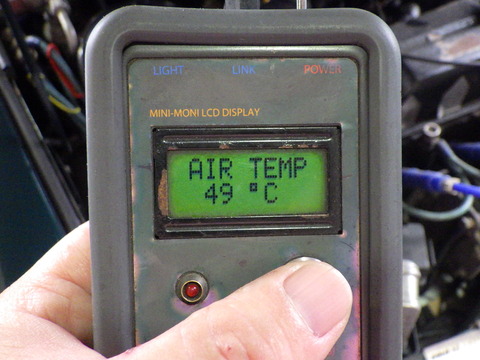 LIGHT LINK POWER
MINI-MONI LCD DISPLAY
AIR TEMP
49 °C